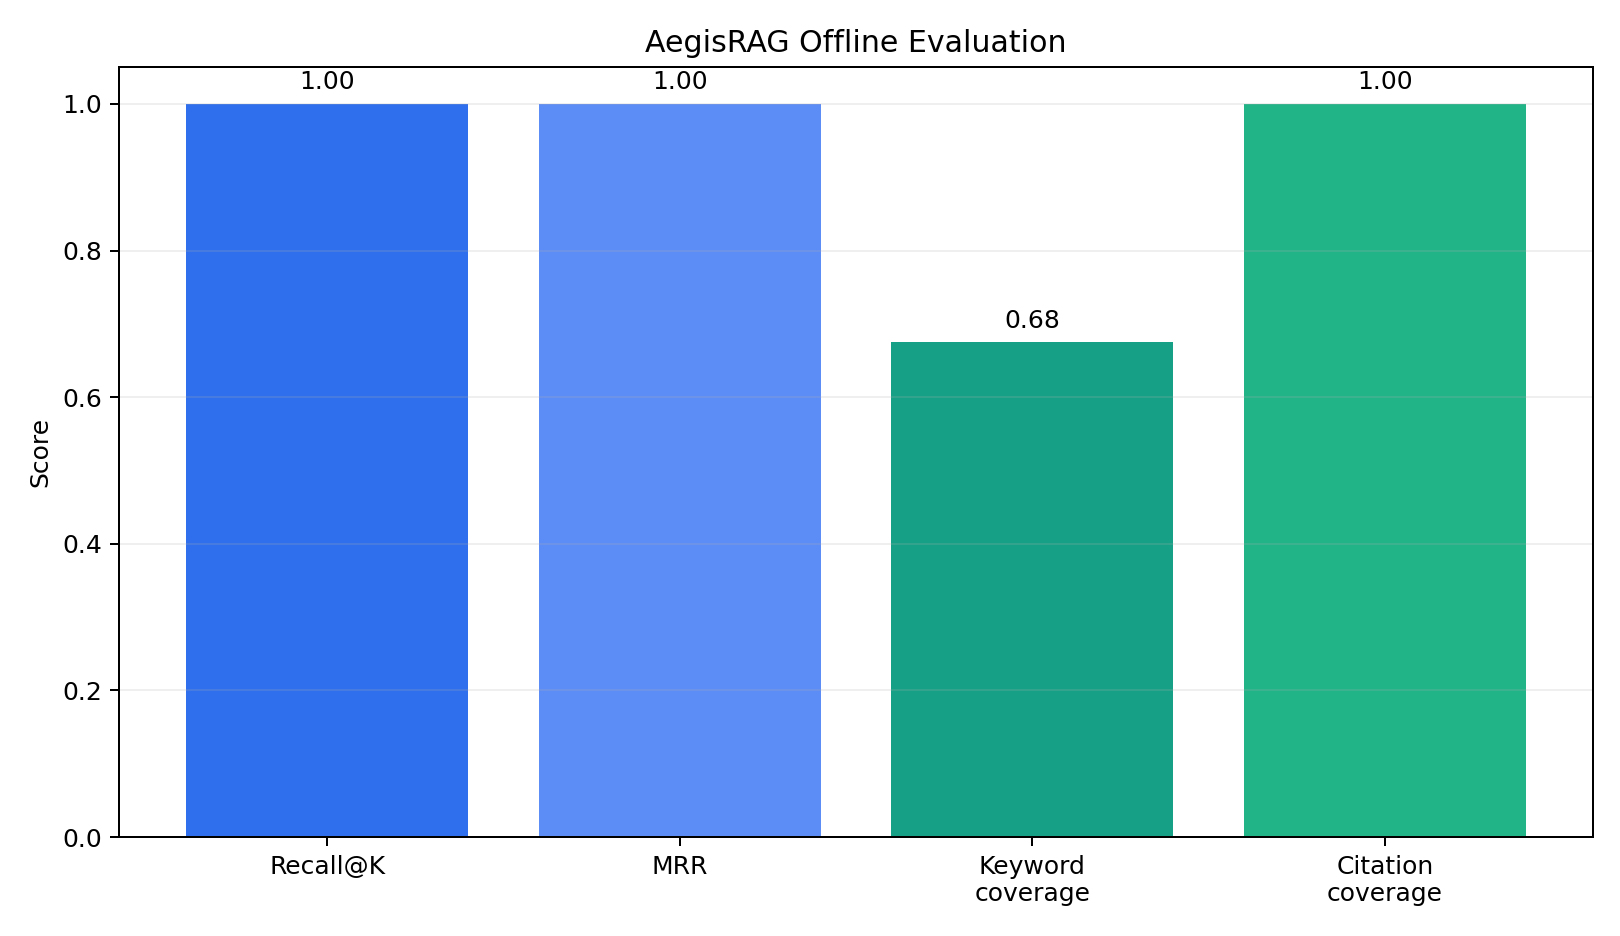 AegisRAG Offline Evaluation
1.00
1.00
0.68
1.00
1.0
0.8
0.6
0.4
0.2
0.0
Score
Recall@K
MRR
Keyword
coverage
Citation
coverage